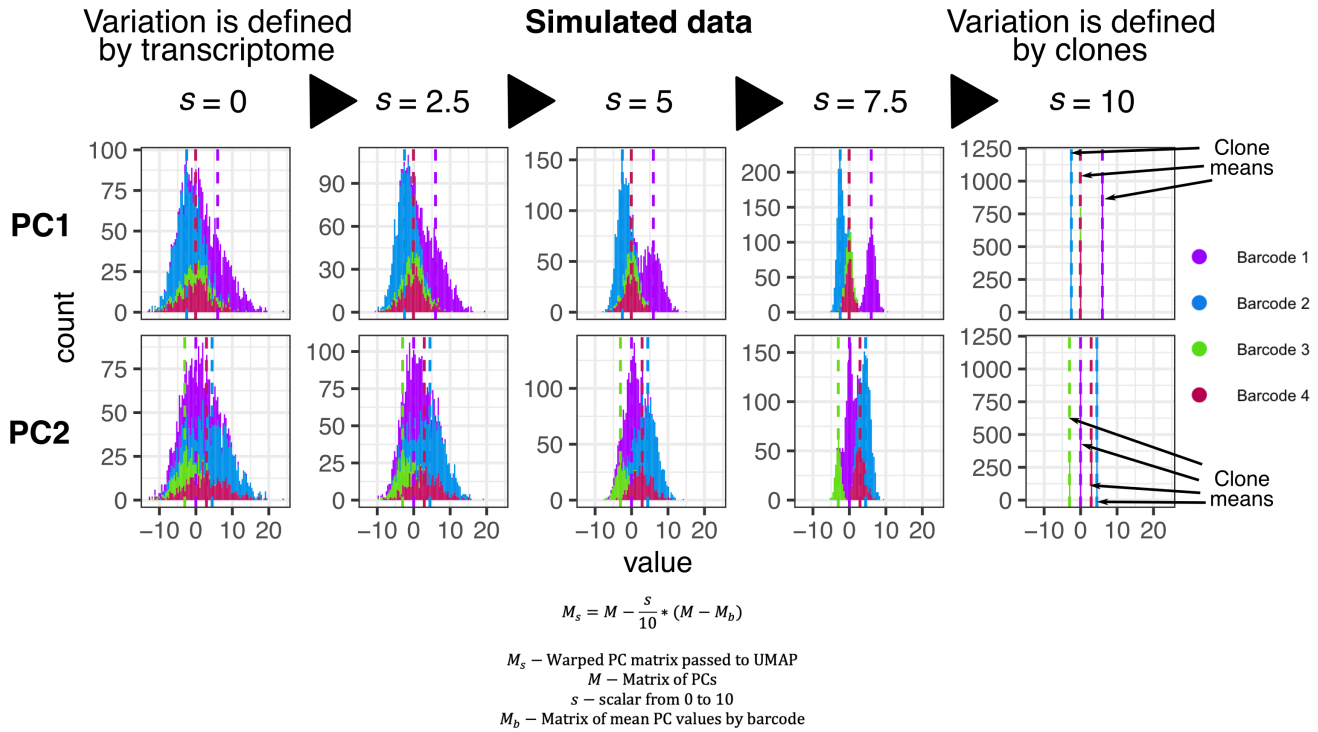 Variation is defined
by transcriptome
Simulated data
Variation is defined
by clones
s = 0
s = 2.5
s = 5
s = 7.5
s = 10
PC1
100
75
50
25
0
90
60
30
0
150
100
50
0
200
150
100
50
0
1250
1000
750
500
250
0
Clone
means
count
Barcode 1
Barcode 2
Barcode 3
Barcode 4
PC2
75
50
25
0
100
75
50
25
0
100
50
0
150
100
50
0
1250
1000
750
500
250
0
Clone
means
−10 0 10 20
−10 0 10 20
−10 0 10 20
−10 0 10 20
−10 0 10 20
value
M_s = M − s/10 * (M − M_b)
M_s − Warped PC matrix passed to UMAP
M − Matrix of PCs
s − scalar from 0 to 10
M_b − Matrix of mean PC values by barcode